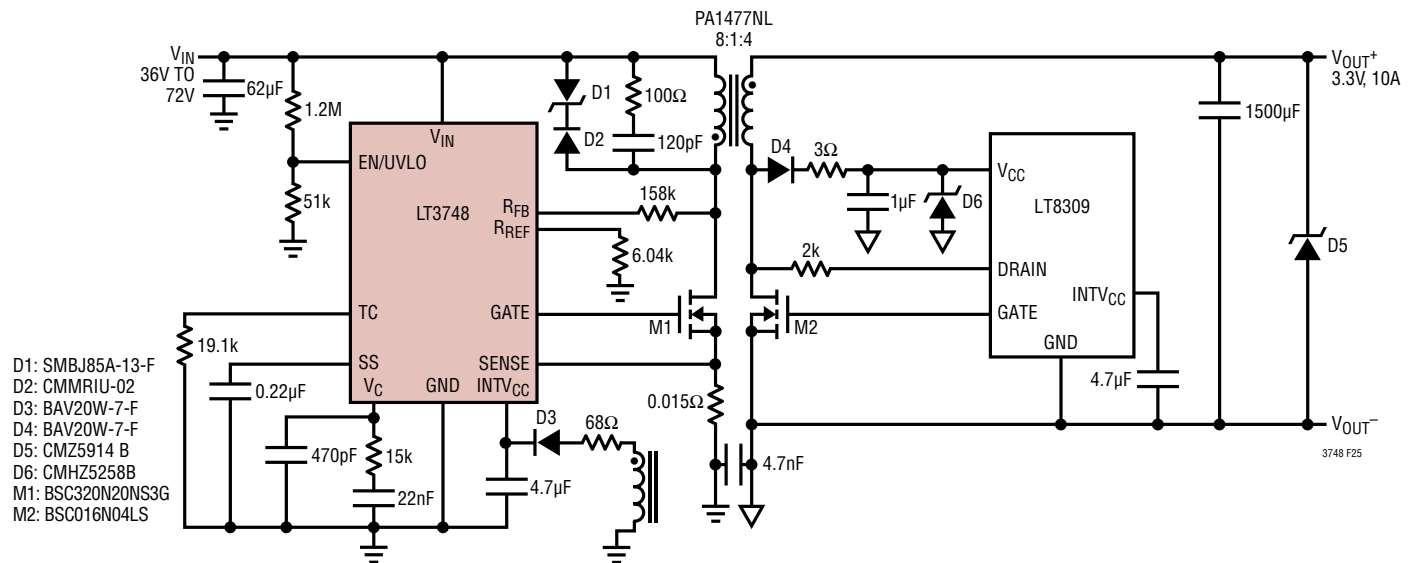 PA1477NL
8:1:4
VIN
36V TO
72V
62µF
1.2M
51k
VIN
EN/UVLO
LT3748
RFB
RREF
TC
GATE
SS
SENSE
VC
GND
INTVCC
D1
D2
100Ω
120pF
158k
6.04k
M1
M2
0.015Ω
D3
68Ω
4.7µF
4.7nF
19.1k
0.22µF
470pF
15k
22nF
D4
3Ω
1µF
D6
2k
VCC
LT8309
DRAIN
INTVCC
GATE
GND
4.7µF
1500µF
D5
VOUT+
3.3V, 10A
VOUT–
3748 F25
D1: SMBJ85A-13-F
D2: CMMRIU-02
D3: BAV20W-7-F
D4: BAV20W-7-F
D5: CMZ5914 B
D6: CMHZ5258B
M1: BSC320N20NS3G
M2: BSC016N04LS